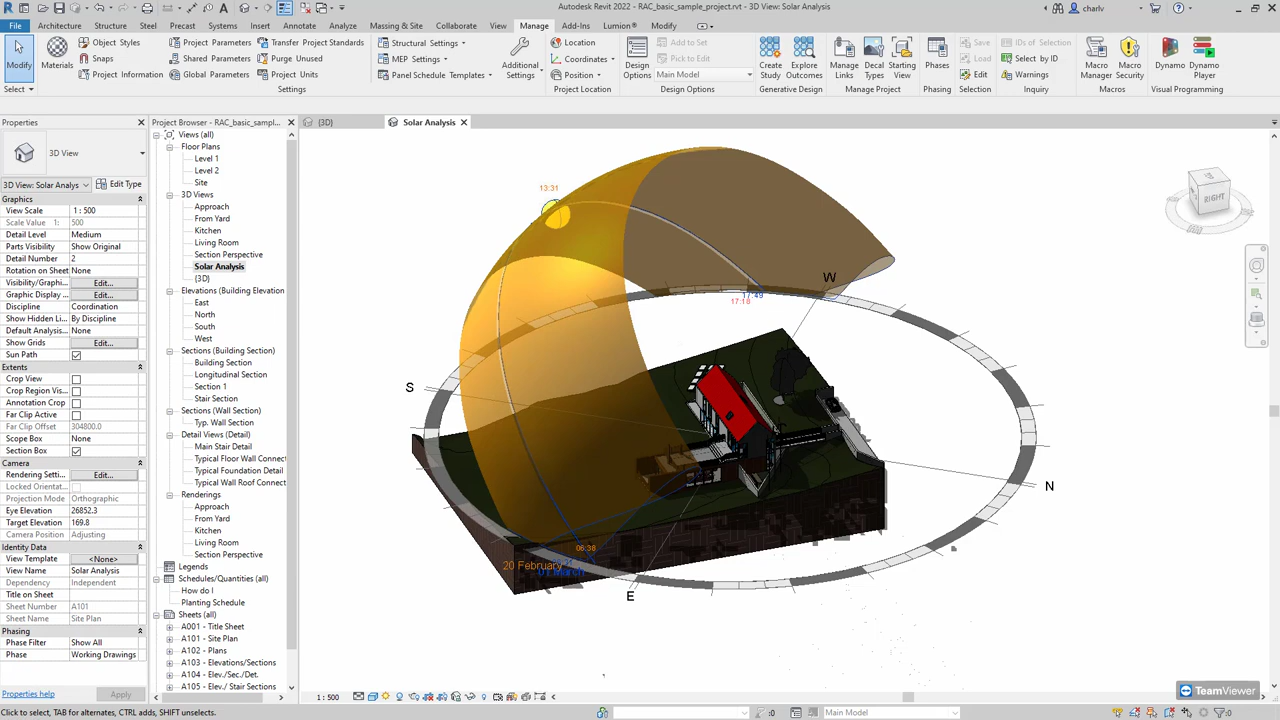 Autodesk Revit 2022 - RAC_basic_sample_project.rvt - 3D View: Solar Analysis
charlv
File
Architecture
Structure
Steel
Precast
Systems
Insert
Annotate
Analyze
Massing & Site
Collaborate
View
Manage
Add-Ins
Lumion®
Modify
Modify
Select
Materials
Object Styles
Snaps
Project Information
Project Parameters
Shared Parameters
Global Parameters
Transfer Project Standards
Purge Unused
Project Units
Settings
Structural Settings
MEP Settings
Panel Schedule Templates
Additional
Settings
Location
Coordinates
Position
Project Location
Design
Options
Add to Set
Pick to Edit
Main Model
Design Options
Create
Study
Explore
Outcomes
Generative Design
Manage
Links
Decal
Types
Starting
View
Manage Project
Phases
Phasing
Save
Load
Edit
Selection
IDs of Selection
Select by ID
Warnings
Inquiry
Macro
Manager
Macro
Security
Macros
Dynamo
Dynamo
Player
Visual Programming
Properties
3D View
3D View: Solar Analys
Edit Type
Graphics
View Scale 1 : 500
Scale Value 1: 500
Detail Level Medium
Parts Visibility Show Original
Detail Number 2
Rotation on Sheet None
Visibility/Graphi... Edit...
Graphic Display ... Edit...
Discipline Coordination
Show Hidden Li... By Discipline
Default Analysis... None
Show Grids Edit...
Sun Path
Extents
Crop View
Crop Region Vis...
Annotation Crop
Far Clip Active
Far Clip Offset 304800.0
Scope Box None
Section Box
Camera
Rendering Setti... Edit...
Locked Orientat...
Projection Mode Orthographic
Eye Elevation 26852.3
Target Elevation 169.8
Camera Position Adjusting
Identity Data
View Template <None>
View Name Solar Analysis
Dependency Independent
Title on Sheet
Sheet Number A101
Sheet Name Site Plan
Phasing
Phase Filter Show All
Phase Working Drawings
Properties help
Apply
Project Browser - RAC_basic_sampl...
Views (all)
Floor Plans
Level 1
Level 2
Site
3D Views
Approach
From Yard
Kitchen
Living Room
Section Perspective
Solar Analysis
{3D}
Elevations (Building Elevation
East
North
South
West
Sections (Building Section)
Building Section
Longitudinal Section
Section 1
Stair Section
Sections (Wall Section)
Typ. Wall Section
Detail Views (Detail)
Main Stair Detail
Typical Floor Wall Connect
Typical Foundation Detail
Typical Wall Roof Connect
Renderings
Approach
From Yard
Kitchen
Living Room
Section Perspective
Legends
Schedules/Quantities (all)
How do I
Planting Schedule
Sheets (all)
A001 - Title Sheet
A101 - Site Plan
A102 - Plans
A103 - Elevations/Sections
A104 - Elev./Sec./Det.
A105 - Elev./ Stair Sections
{3D}
Solar Analysis
13:31
W
17:49
17:18
S
N
06:38
20 February
01 March
E
RIGHT
1 : 500
TeamViewer
Click to select, TAB for alternates, CTRL adds, SHIFT unselects.
:0
Main Model
:0